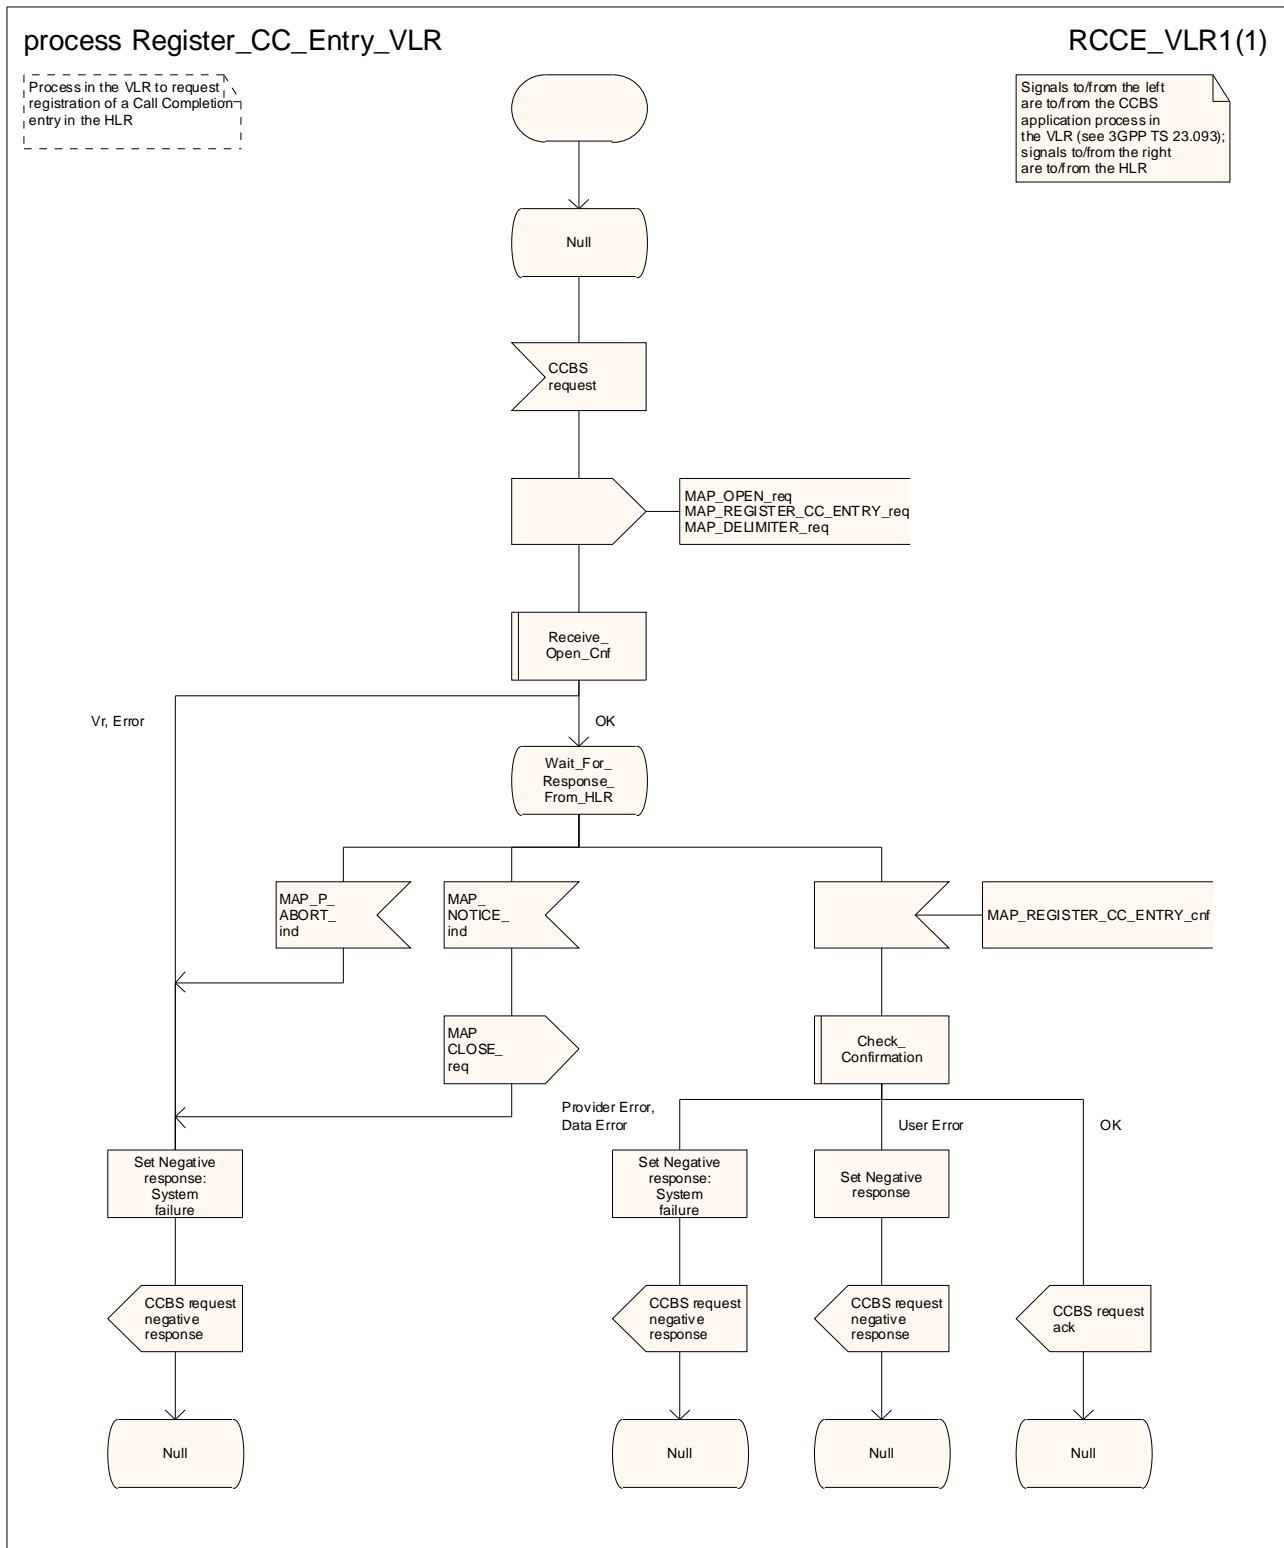 process Register_CC_Entry_VLR
RCCE_VLR1(1)
Process in the VLR to request
registration of a Call Completion
entry in the HLR
Signals to/from the left
are to/from the CCBS
application process in
the VLR (see 3GPP TS 23.093);
signals to/from the right
are to/from the HLR
Null
CCBS
request
MAP_OPEN_req
MAP_REGISTER_CC_ENTRY_req
MAP_DELIMITER_req
Receive_
Open_Cnf
Vr, Error
OK
Wait_For_
Response_
From_HLR
MAP_P_
ABORT_
ind
MAP_
NOTICE_
ind
MAP_REGISTER_CC_ENTRY_cnf
MAP
CLOSE_
req
Check_
Confirmation
Provider Error,
Data Error
User Error
OK
Set Negative
response:
System
failure
Set Negative
response:
System
failure
Set Negative
response
CCBS request
negative
response
CCBS request
negative
response
CCBS request
negative
response
CCBS request
ack
Null
Null
Null
Null